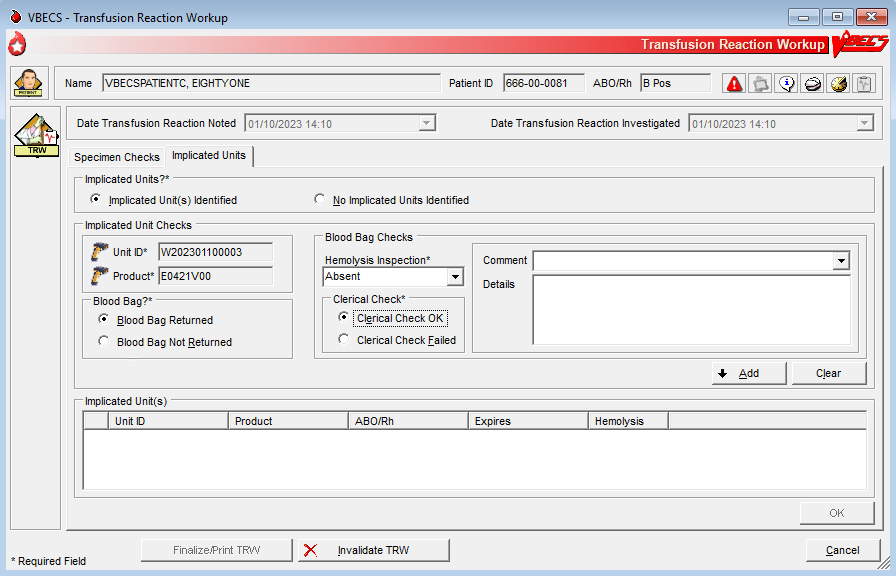 VBECS - Transfusion Reaction Workup
Transfusion Reaction Workup VBECS
PATIENT
Name VBECSPATIENTC, EIGHTYONE Patient ID 666-00-0081 ABO/Rh B Pos
TRW
Date Transfusion Reaction Noted 01/10/2023 14:10 Date Transfusion Reaction Investigated 01/10/2023 14:10
Specimen Checks Implicated Units
Implicated Units?*
Implicated Unit(s) Identified No Implicated Units Identified
Implicated Unit Checks
Unit ID* W202301100003
Product* E0421V00
Blood Bag?*
Blood Bag Returned
Blood Bag Not Returned
Blood Bag Checks
Hemolysis Inspection*
Absent
Clerical Check*
Clerical Check OK
Clerical Check Failed
Comment
Details
Add Clear
Implicated Unit(s)
Unit ID Product ABO/Rh Expires Hemolysis
OK
* Required Field Finalize/Print TRW Invalidate TRW Cancel